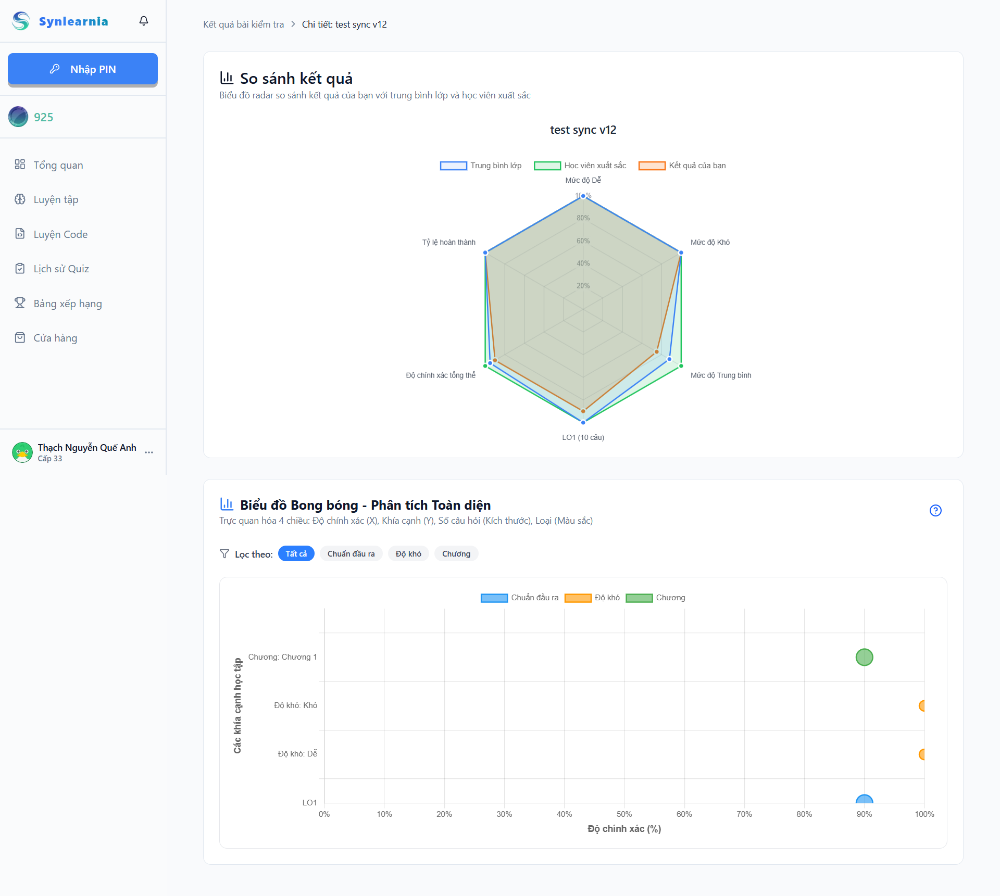 Synlearnia
Nhập PIN
925
Tổng quan
Luyện tập
Luyện Code
Lịch sử Quiz
Bảng xếp hạng
Cửa hàng
Thạch Nguyễn Quế Anh
Cấp 33
Kết quả bài kiểm tra > Chi tiết: test sync v12
So sánh kết quả
Biểu đồ radar so sánh kết quả của bạn với trung bình lớp và học viên xuất sắc
test sync v12
Trung bình lớp Học viên xuất sắc Kết quả của bạn
Mức độ Dễ
100%
80%
60%
40%
20%
Tỷ lệ hoàn thành
Mức độ Khó
Độ chính xác tổng thể
Mức độ Trung bình
LO1 (10 câu)
Biểu đồ Bong bóng - Phân tích Toàn diện
Trực quan hóa 4 chiều: Độ chính xác (X), Khía cạnh (Y), Số câu hỏi (Kích thước), Loại (Màu sắc)
Lọc theo: Tất cả Chuẩn đầu ra Độ khó Chương
Chuẩn đầu ra Độ khó Chương
Các khía cạnh học tập
Chương: Chương 1
Độ khó: Khó
Độ khó: Dễ
LO1
0% 10% 20% 30% 40% 50% 60% 70% 80% 90% 100%
Độ chính xác (%)